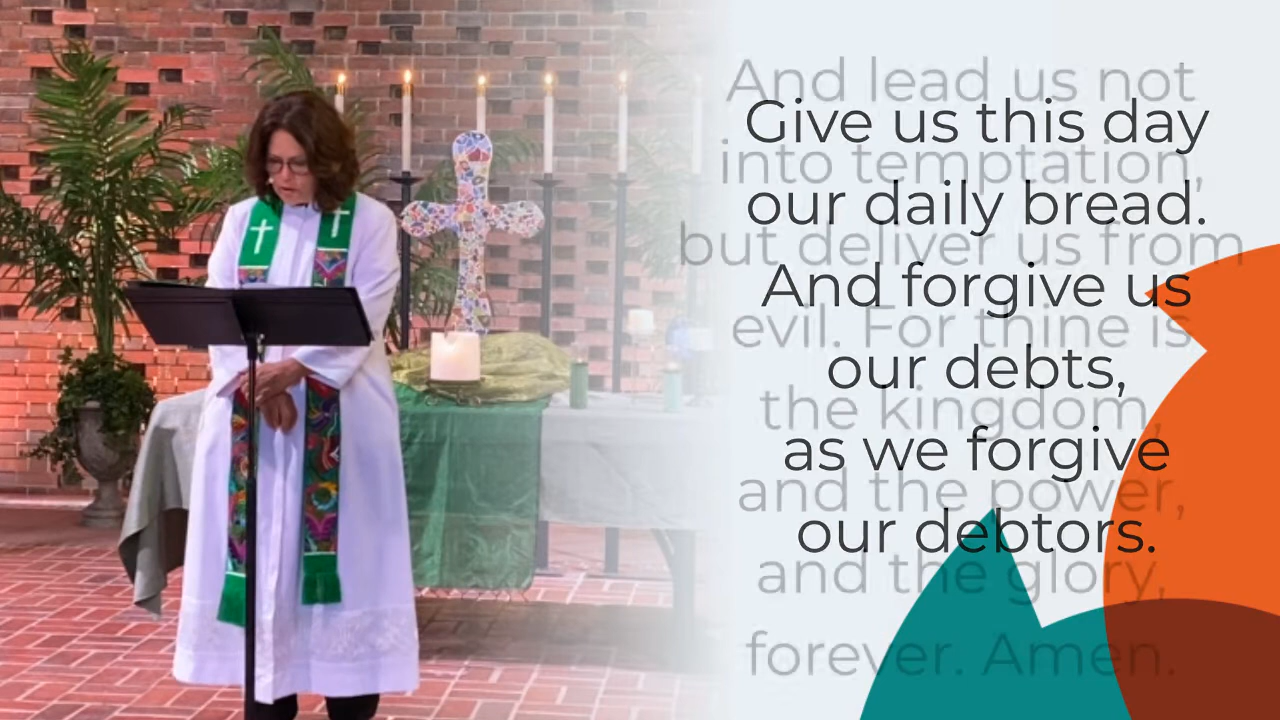 Give us this day
our daily bread.
And forgive us
our debts,
as we forgive
our debtors.
And lead us not
into temptation,
but deliver us from
evil. For thine is
the kingdom,
and the power,
and the glory,
forever. Amen.